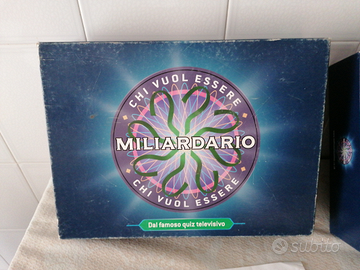 CHI VUOL ESSERE
MILIARDARIO
CHI VUOL ESSERE
Dal famoso quiz televisivo
subito